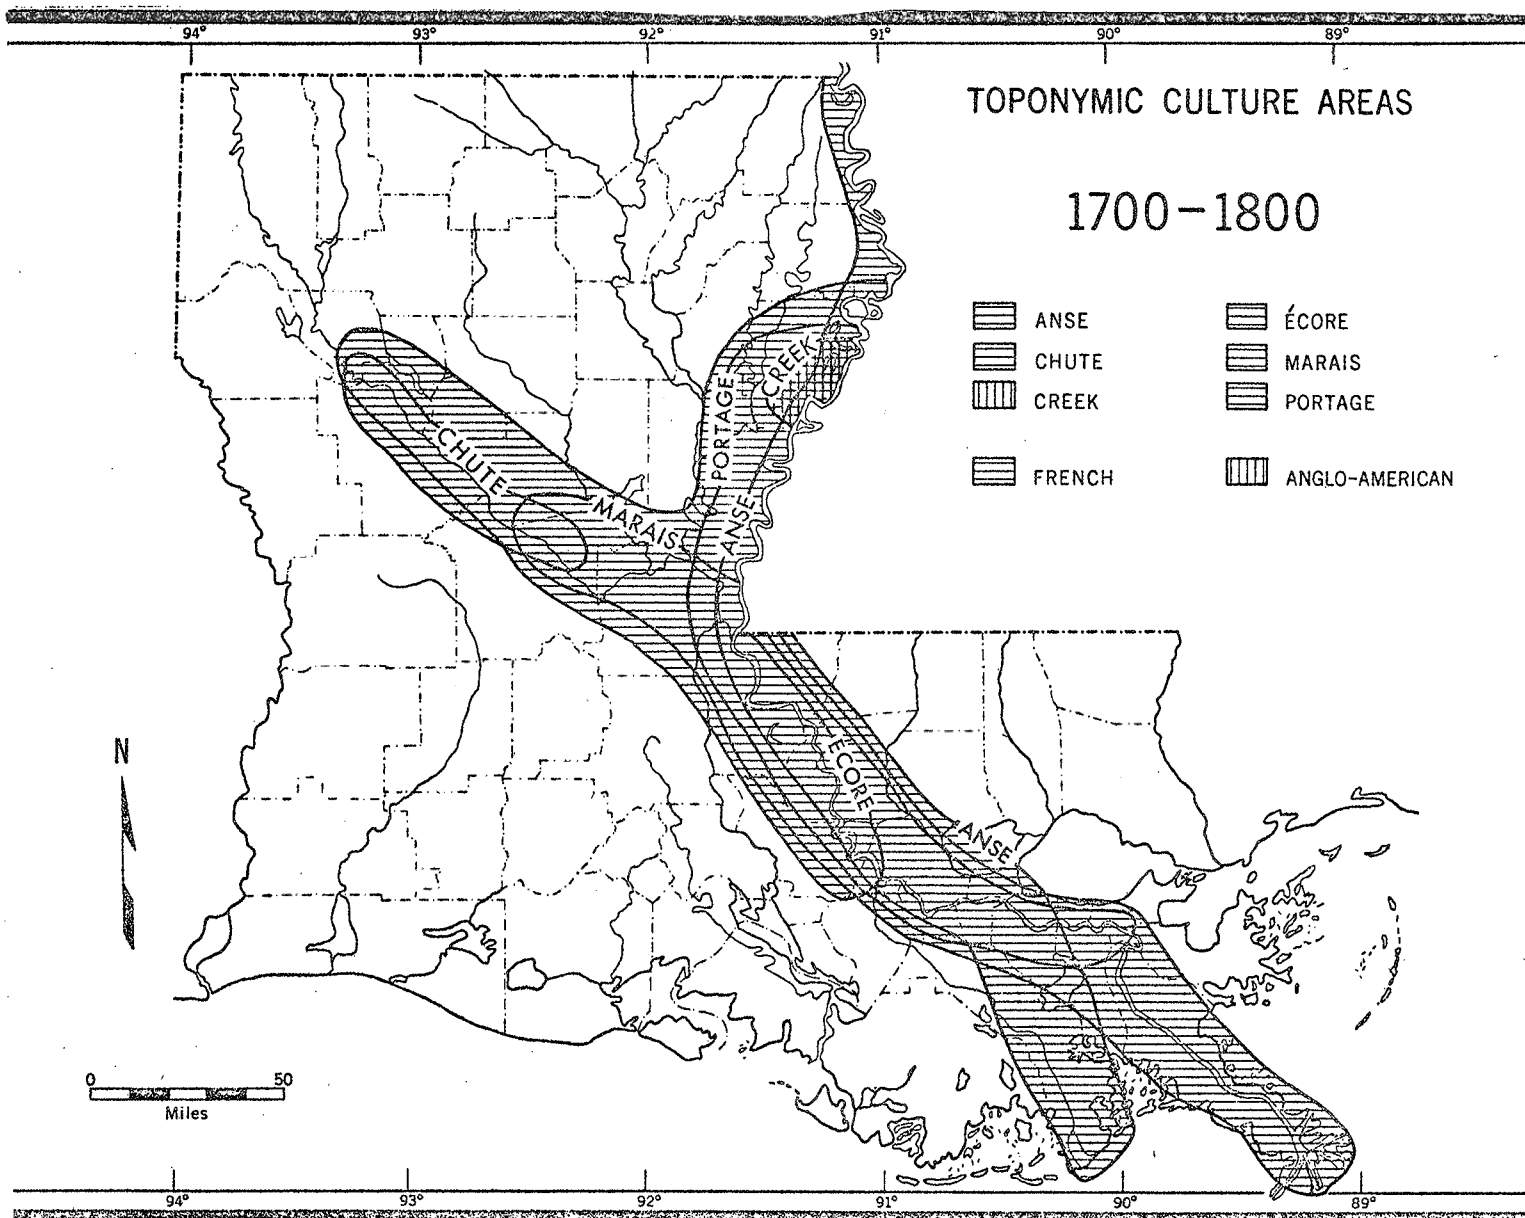 94° 93° 92° 91° 90° 89°
TOPONYMIC CULTURE AREAS
1700-1800
ANSE
CHUTE
CREEK
FRENCH
ÉCORE
MARAIS
PORTAGE
ANGLO-AMERICAN
CREEK
PORTAGE
CHUTE
MARAIS
ANSE
ÉCORE
ANSE
N
0 50
Miles
94° 93° 92° 91° 90° 89°